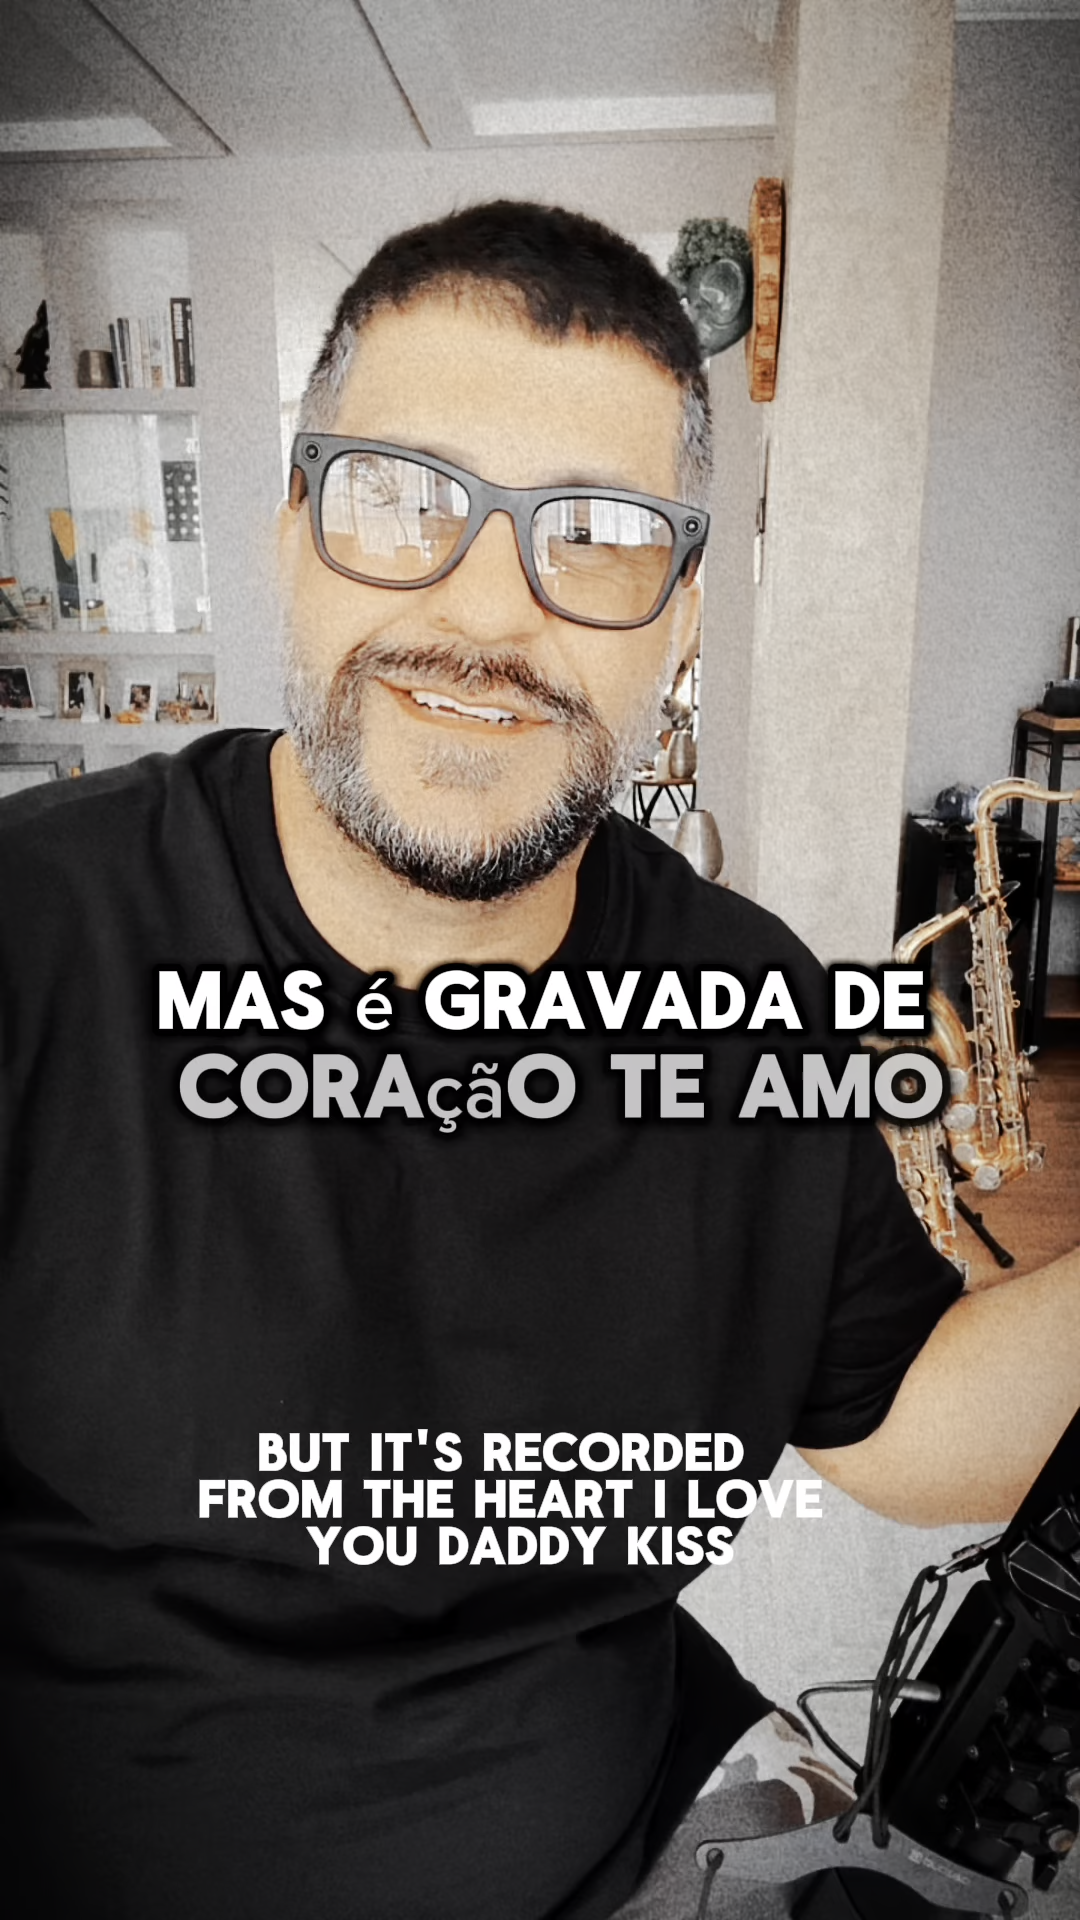 MAS é GRAVADA DE
CORAçãO TE AMO
BUT IT'S RECORDED
FROM THE HEART I LOVE
YOU DADDY KISS